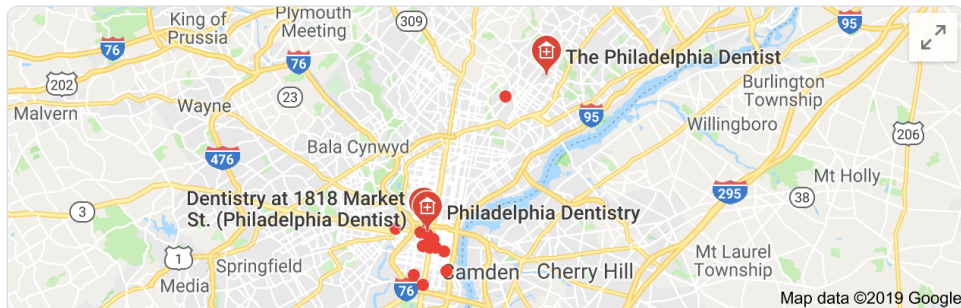 King of
Prussia
Plymouth
Meeting
309
95
76
76
The Philadelphia Dentist
202
Malvern
Wayne
23
Burlington
Township
95
Willingboro
206
476
Bala Cynwyd
Mt Holly
295
38
Dentistry at 1818 Market
St. (Philadelphia Dentist)
Philadelphia Dentistry
3
1
Springfield
Media
Camden
Cherry Hill
Mt Laurel
Township
76
Map data ©2019 Google